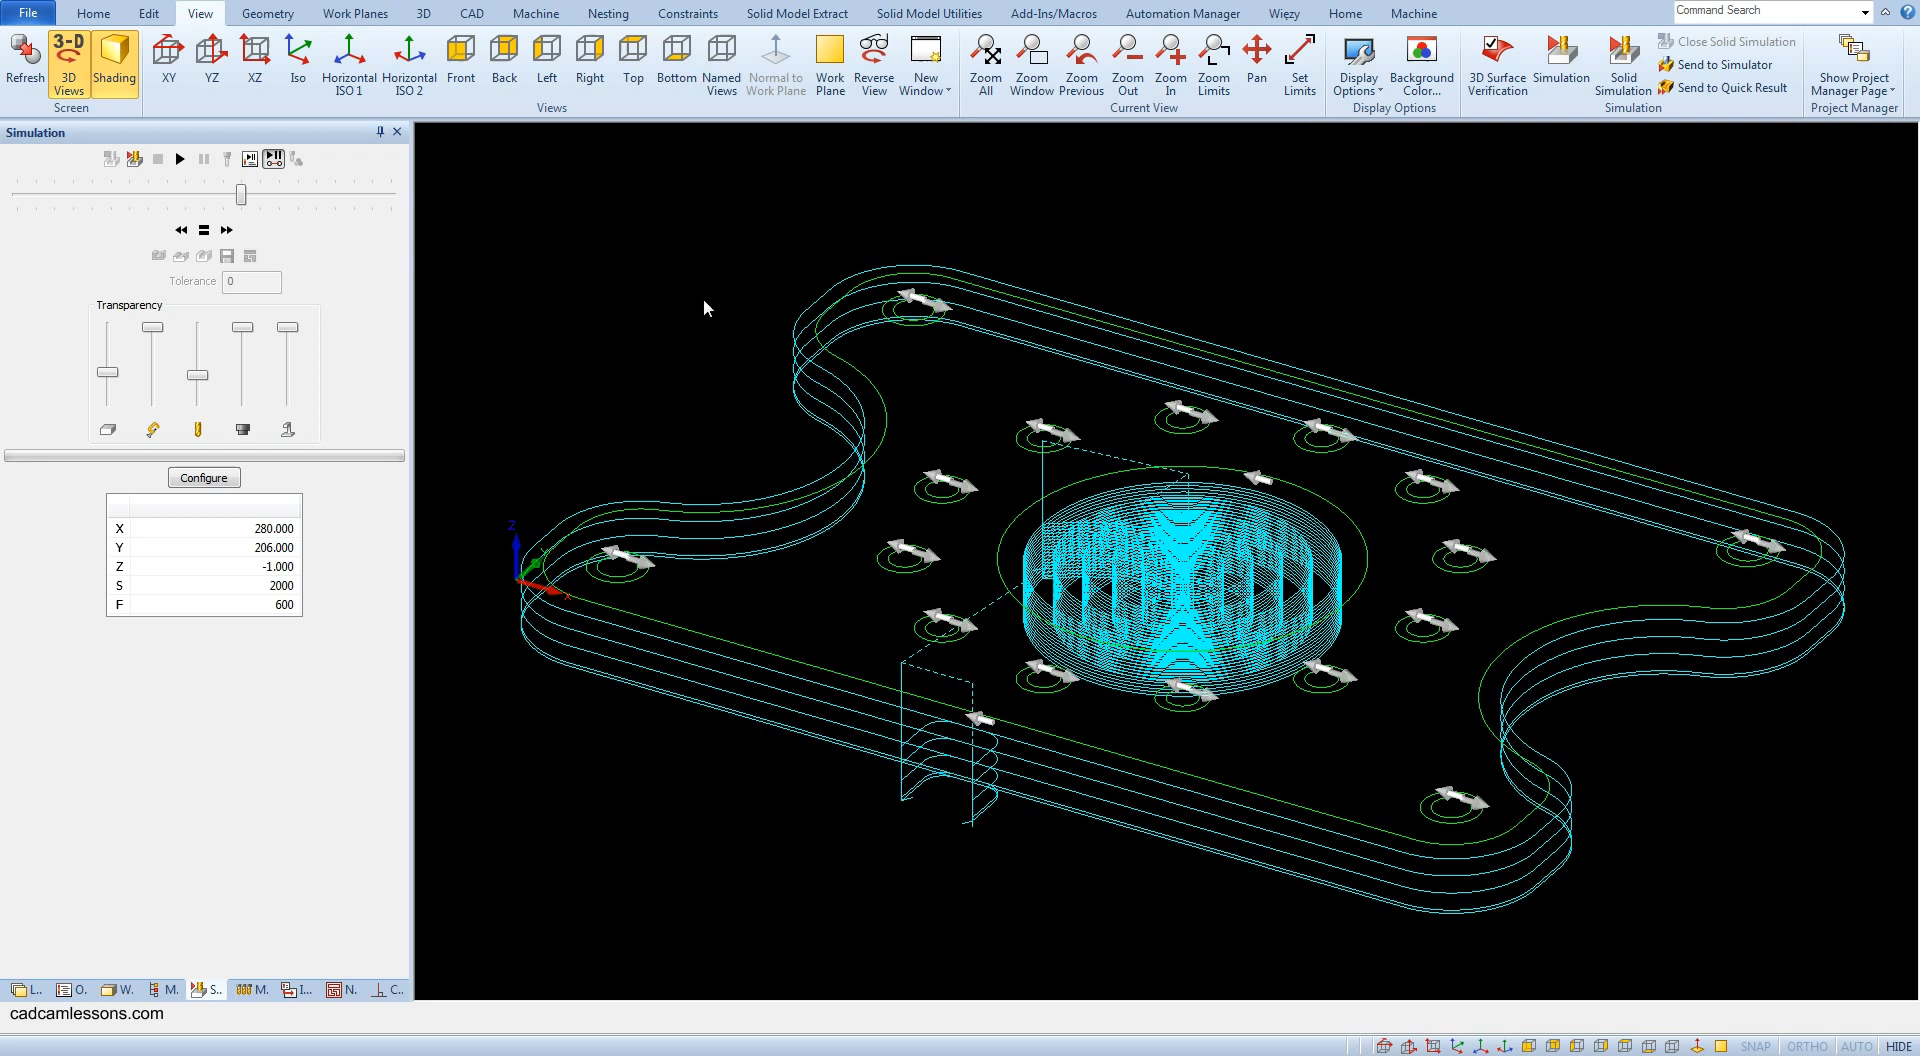 File Home Edit View Geometry Work Planes 3D CAD Machine Nesting Constraints Solid Model Extract Solid Model Utilities Add-Ins/Macros Automation Manager Więzy Home Machine Command Search
Refresh 3-D 3D Views Shading XY YZ XZ Iso Horizontal ISO 1 Horizontal ISO 2 Front Back Left Right Top Bottom Named Views Normal to Work Plane Work Plane Reverse View New Window Zoom All Zoom Window Zoom Previous Zoom Out Zoom In Zoom Limits Pan Set Limits Display Options Background Color... 3D Surface Verification Simulation Solid Simulation
Close Solid Simulation
Send to Simulator
Send to Quick Result
Show Project Manager Page
Screen Views Current View Display Options Simulation Project Manager
Simulation
Tolerance 0
Transparency
Configure
X 280.000
Y 206.000
Z -1.000
S 2000
F 600
Z
X
L.. O. W. M. S.. M. I... N. C..
cadcamlessons.com
SNAP ORTHO AUTO HIDE